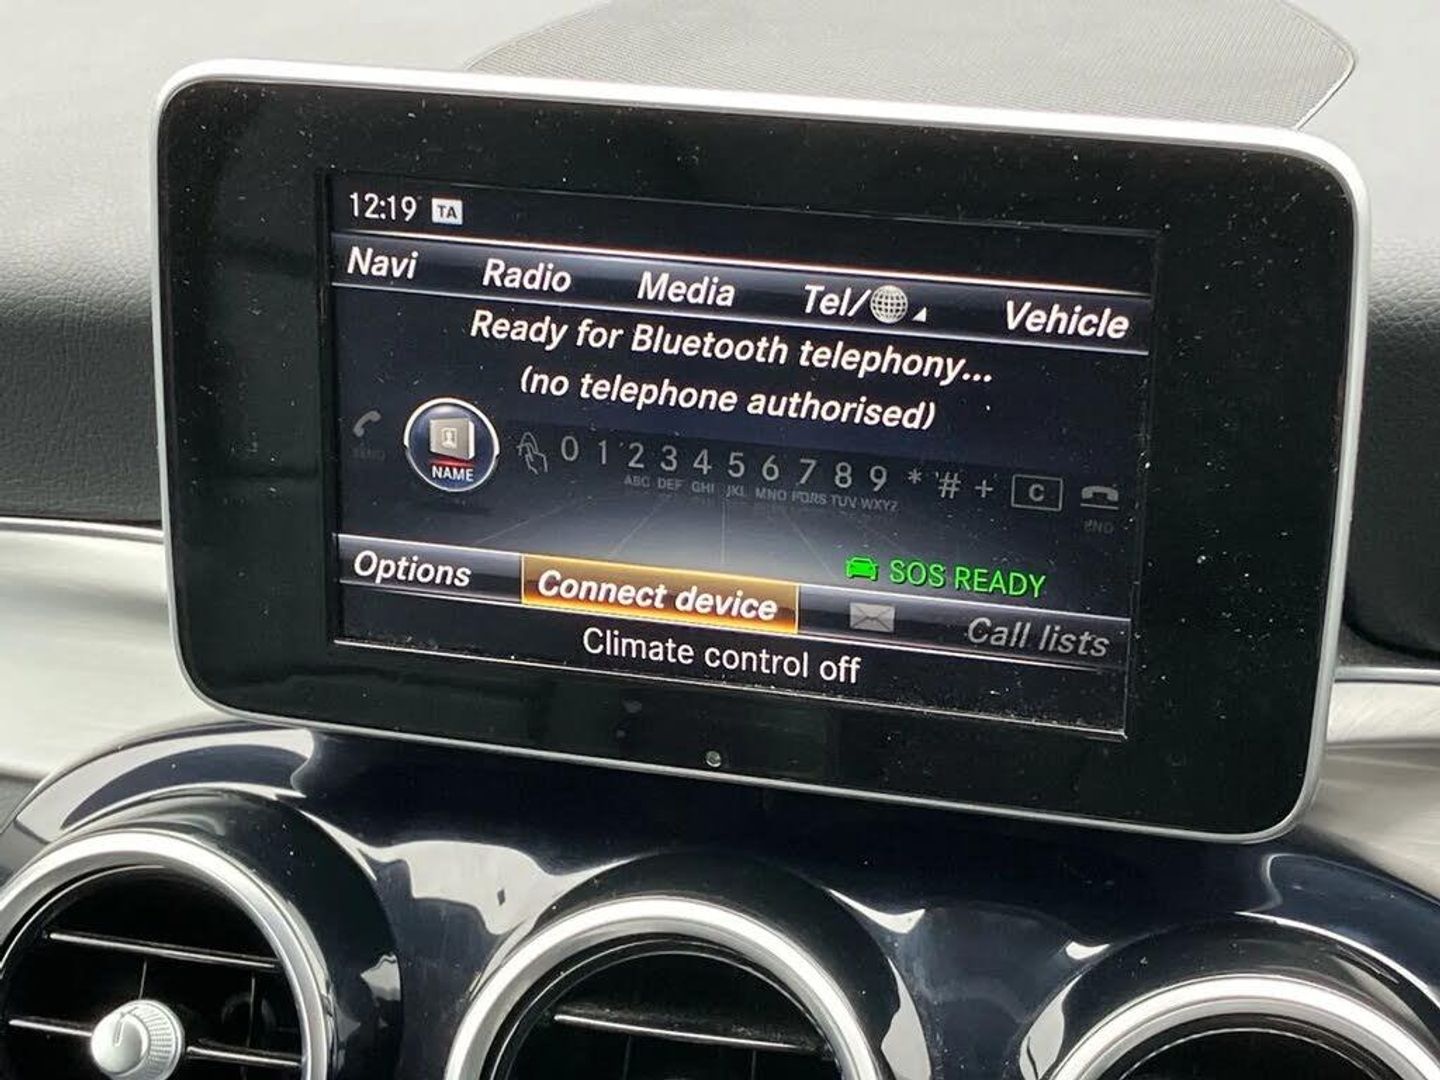 12:19 TA
Navi Radio Media Tel/ Vehicle
Ready for Bluetooth telephony...
(no telephone authorised)
SEND NAME 0 1 2 3 4 5 6 7 8 9 * # + C
ABC DEF GHI JKL MNO PQRS TUV WXYZ END
SOS READY
Options Connect device Call lists
Climate control off